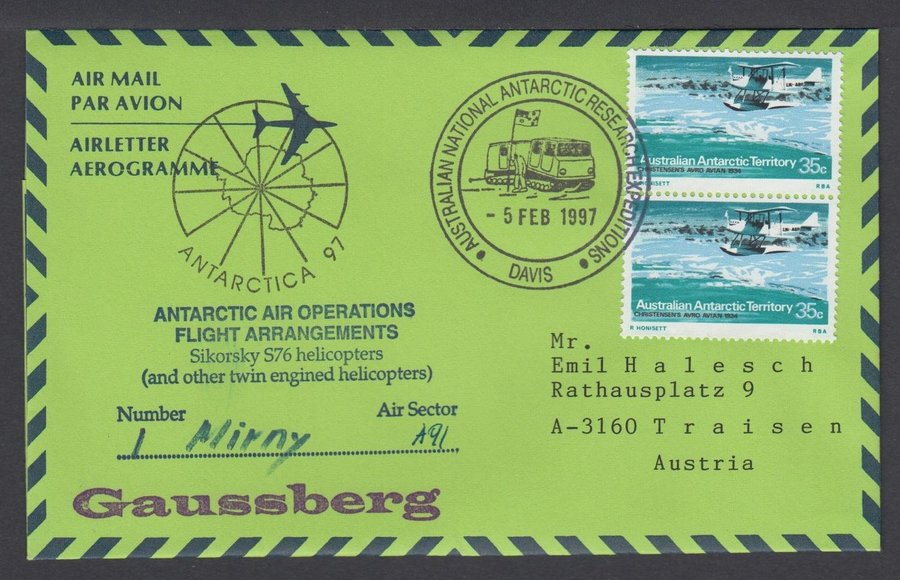 AIR MAIL
PAR AVION
AIRLETTER
AEROGRAMME
ANTARCTICA 97
AUSTRALIAN NATIONAL ANTARCTIC RESEARCH EXPEDITIONS
- 5 FEB 1997
DAVIS
Australian Antarctic Territory 35c
CHRISTENSEN'S AVRO AVIAN 1934
R HONISETT RBA
Australian Antarctic Territory 35c
CHRISTENSEN'S AVRO AVIAN 1934
R HONISETT RBA
ANTARCTIC AIR OPERATIONS
FLIGHT ARRANGEMENTS
Sikorsky S76 helicopters
(and other twin engined helicopters)
Number Air Sector
1 Mirny A91
Gaussberg
Mr.
Emil Halesch
Rathausplatz 9
A-3160 Traisen
Austria